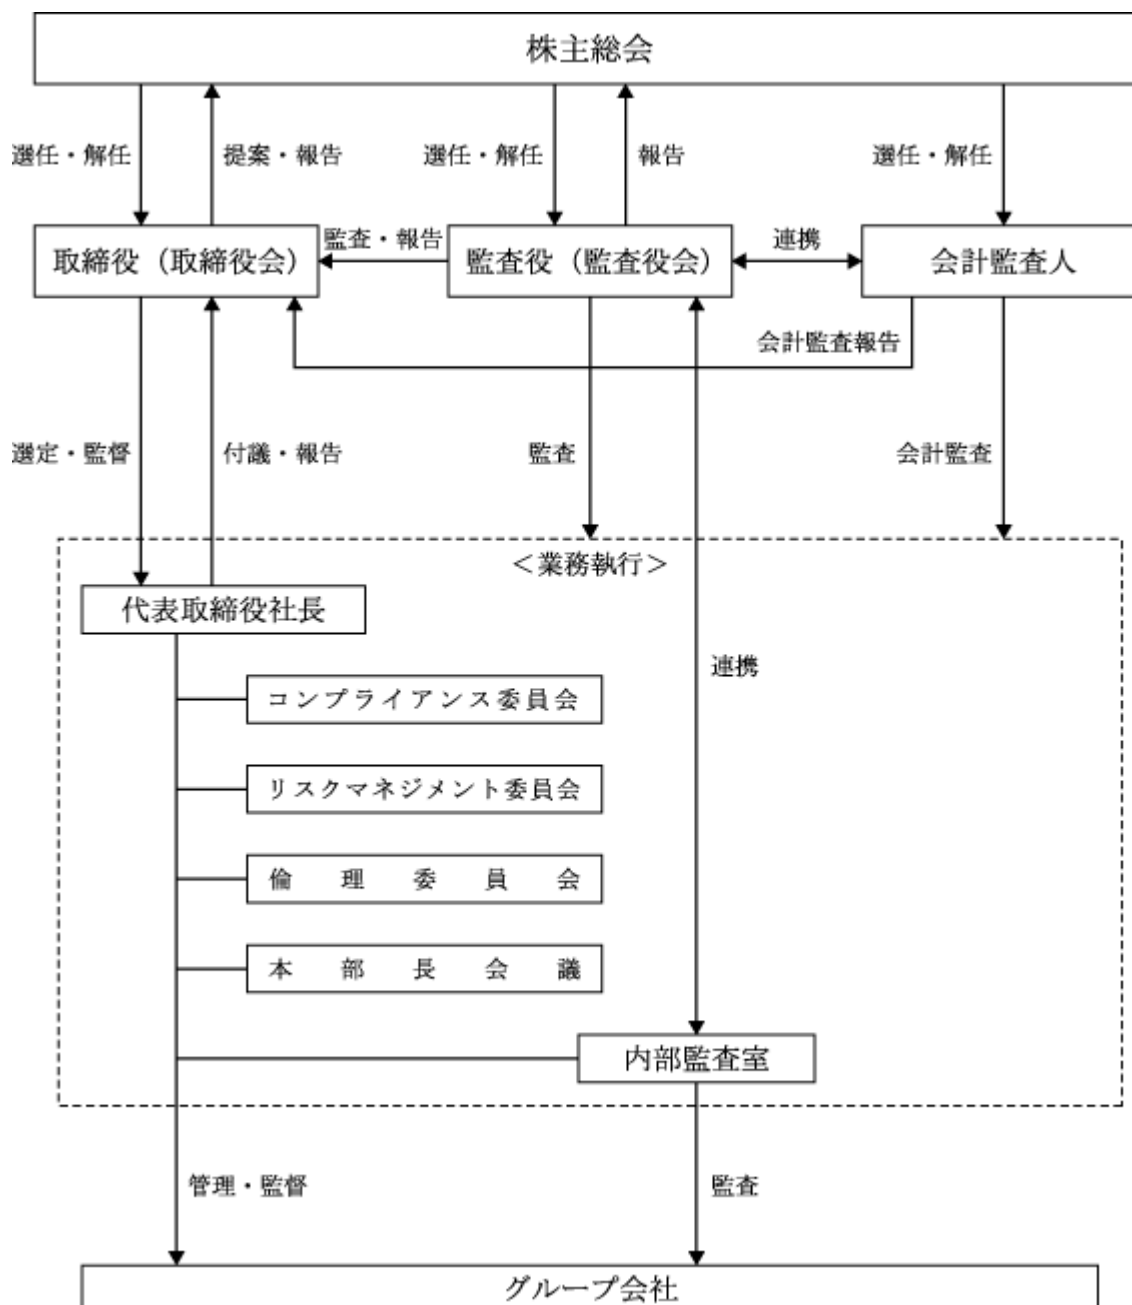 株主総会
選任・解任
提案・報告
選任・解任
報告
選任・解任
取締役（取締役会）
監査・報告
監査役（監査役会）
連携
会計監査人
会計監査報告
選定・監督
付議・報告
監査
会計監査
＜業務執行＞
代表取締役社長
連携
コンプライアンス委員会
リスクマネジメント委員会
倫理委員会
本部長会議
内部監査室
管理・監督
監査
グループ会社